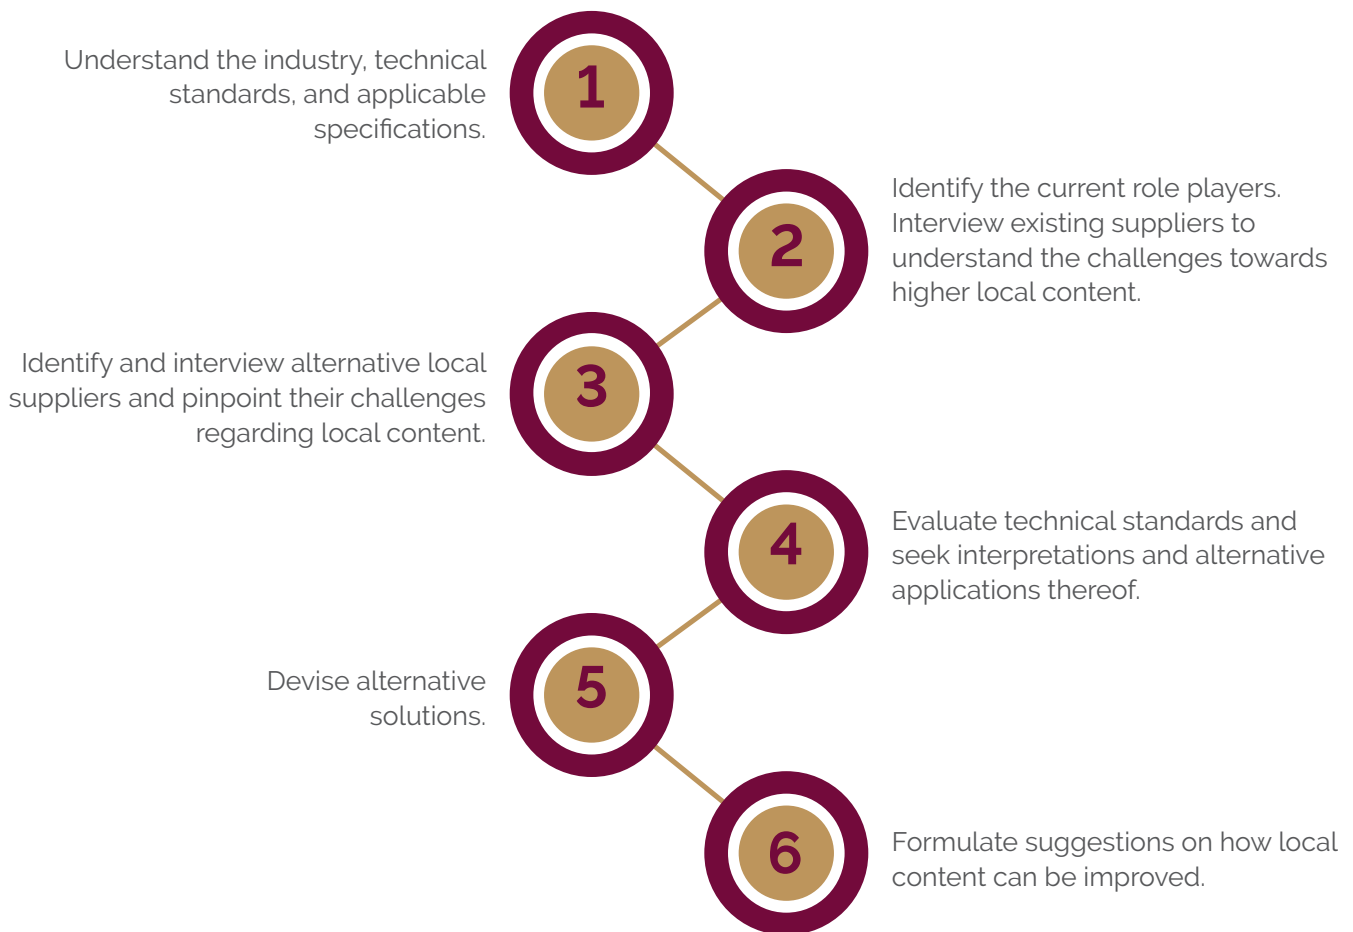 1
Understand the industry, technical
standards, and applicable
specifications.
2
Identify the current role players.
Interview existing suppliers to
understand the challenges towards
higher local content.
3
Identify and interview alternative local
suppliers and pinpoint their challenges
regarding local content.
4
Evaluate technical standards and
seek interpretations and alternative
applications thereof.
5
Devise alternative
solutions.
6
Formulate suggestions on how local
content can be improved.